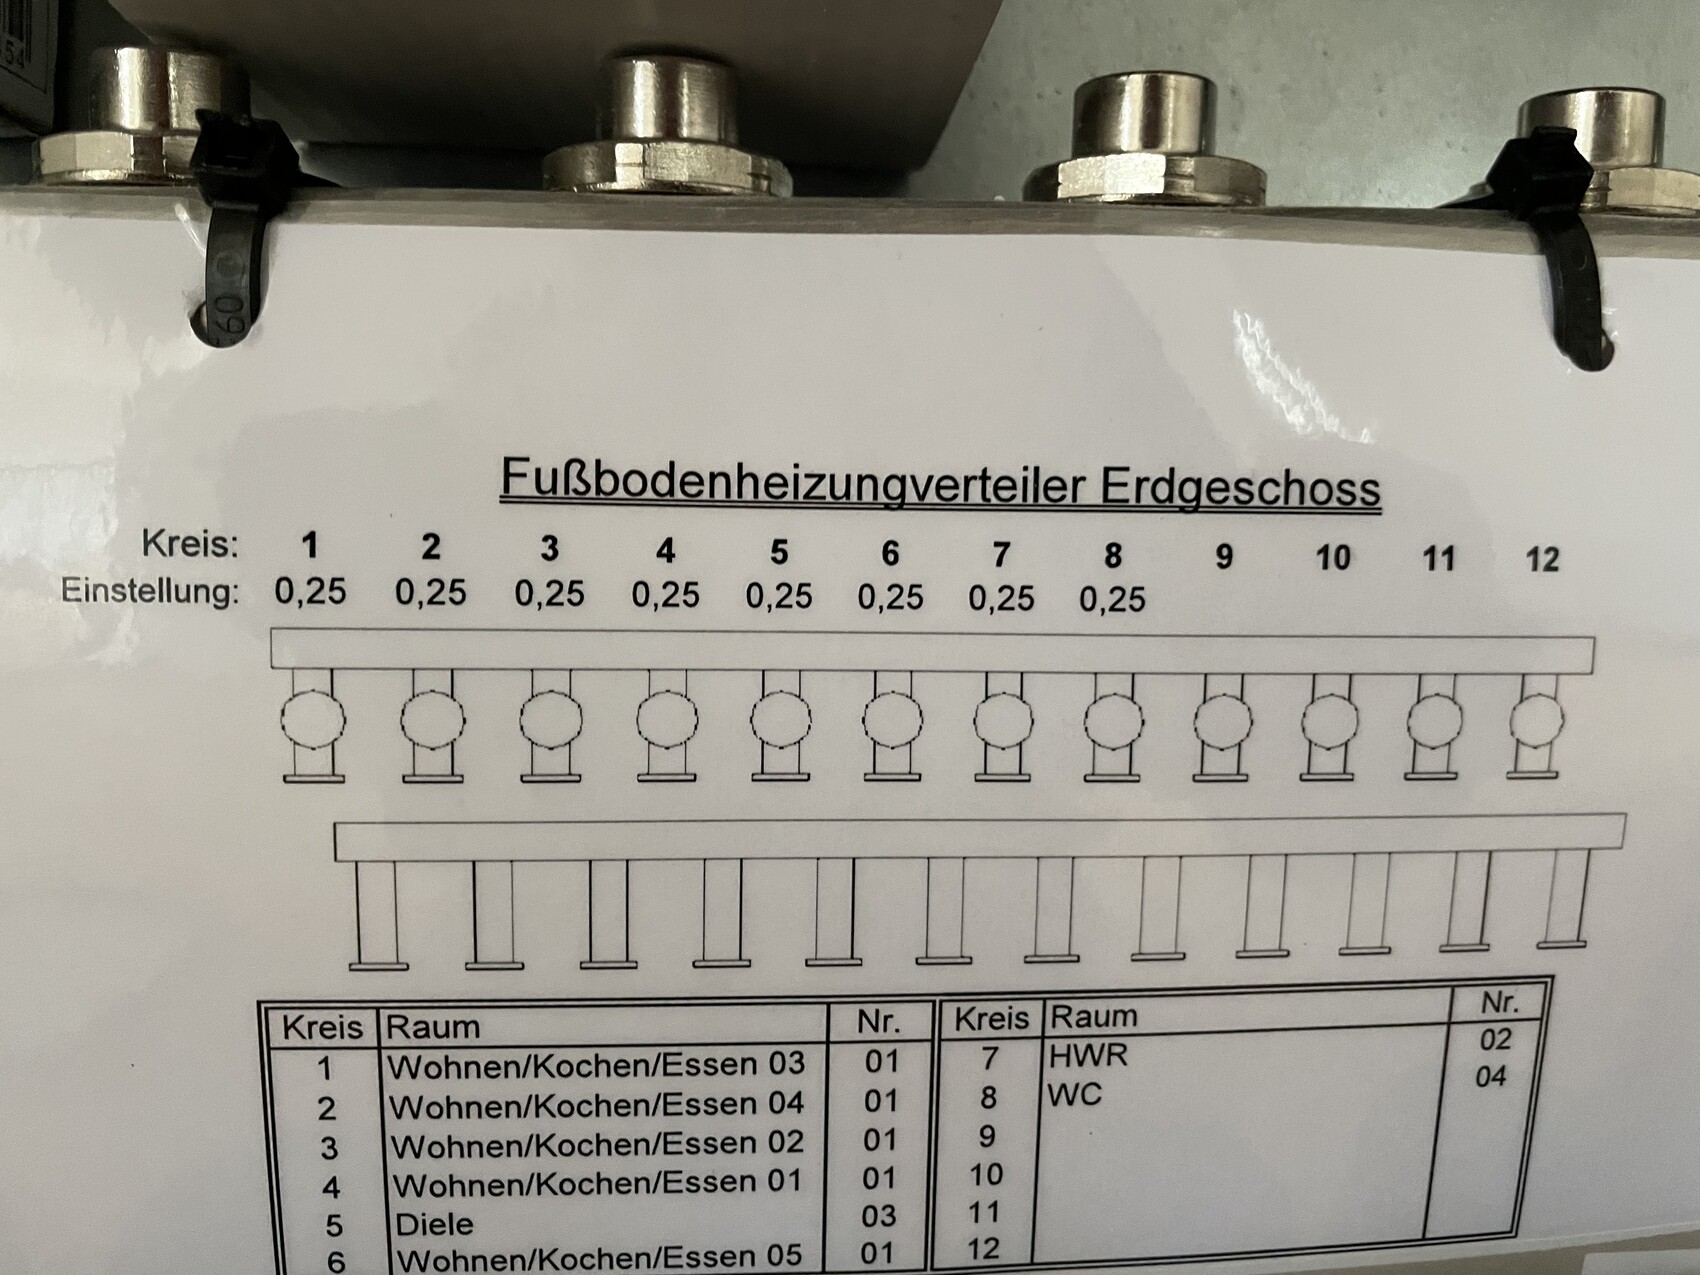 54
60
Fußbodenheizungverteiler Erdgeschoss
Kreis: 1 2 3 4 5 6 7 8 9 10 11 12
Einstellung: 0,25 0,25 0,25 0,25 0,25 0,25 0,25 0,25
Kreis Raum Nr. Kreis Raum Nr.
1 Wohnen/Kochen/Essen 03 01 7 HWR 02
2 Wohnen/Kochen/Essen 04 01 8 WC 04
3 Wohnen/Kochen/Essen 02 01 9
4 Wohnen/Kochen/Essen 01 01 10
5 Diele 03 11
6 Wohnen/Kochen/Essen 05 01 12